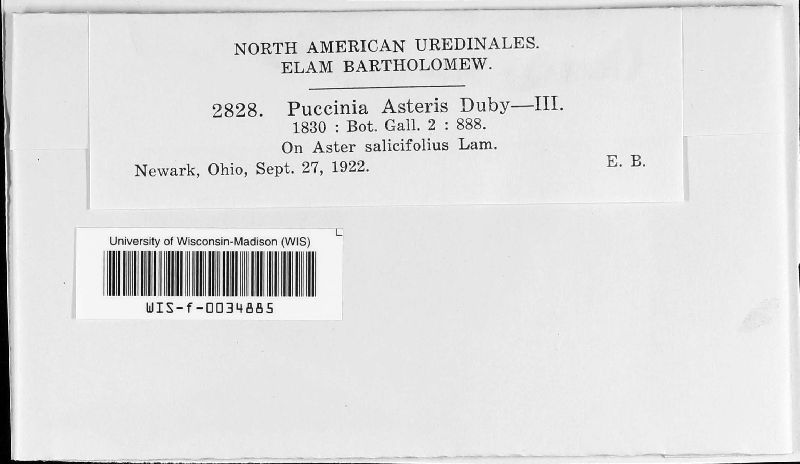 NORTH AMERICAN UREDINALES.
ELAM BARTHOLOMEW.
2828. Puccinia Asteris Duby—III.
1830 : Bot. Gall. 2 : 888.
On Aster salicifolius Lam.
Newark, Ohio, Sept. 27, 1922. E. B.
University of Wisconsin-Madison (WIS)
WIS-f-0034885